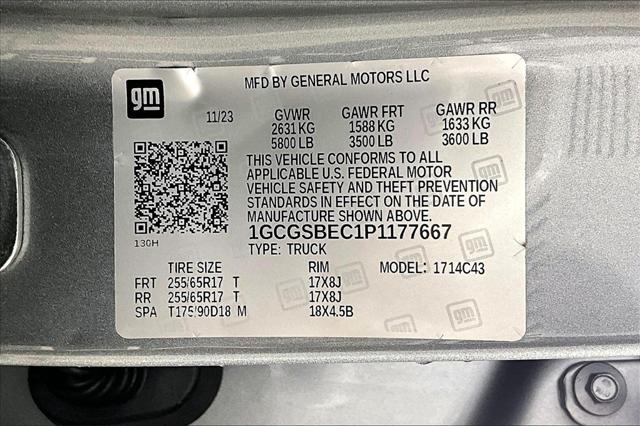 gm
MFD BY GENERAL MOTORS LLC
11/23
GVWR GAWR FRT GAWR RR
2631 KG 1588 KG 1633 KG
5800 LB 3500 LB 3600 LB
THIS VEHICLE CONFORMS TO ALL
APPLICABLE U.S. FEDERAL MOTOR
VEHICLE SAFETY AND THEFT PREVENTION
STANDARDS IN EFFECT ON THE DATE OF
MANUFACTURE SHOWN ABOVE.
130H
1GCGSBEC1P1177667
TYPE: TRUCK
TIRE SIZE RIM MODEL: 1714C43
FRT 255/65R17 T 17X8J
RR 255/65R17 T 17X8J
SPA T175/90D18 M 18X4.5B